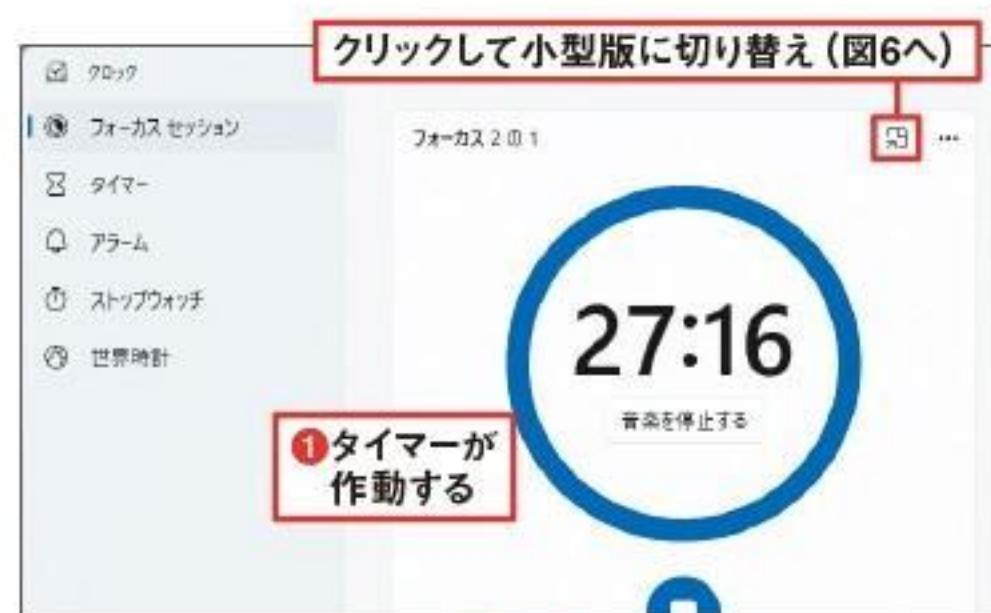 クリックして小型版に切り替え（図6へ）
クロック
フォーカス セッション
タイマー
アラーム
ストップウォッチ
世界時計
フォーカス 2 の 1
27:16
音楽を停止する
❶タイマーが
作動する